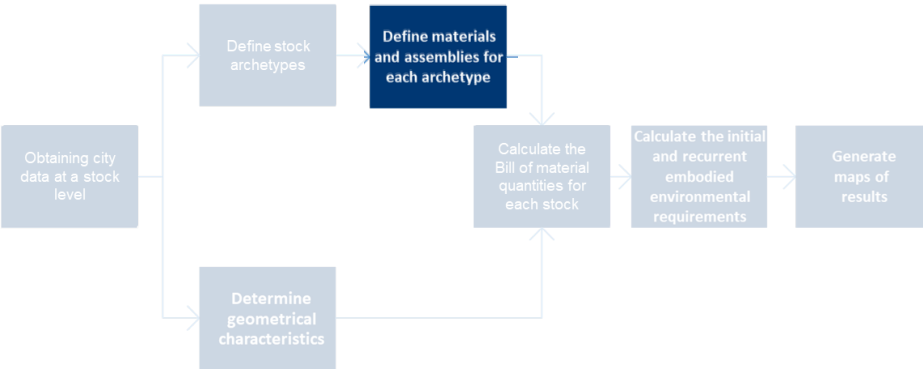 Define stock
archetypes
Define materials
and assemblies for
each archetype
Obtaining city
data at a stock
level
Calculate the
Bill of material
quantities for
each stock
Calculate the initial
and recurrent
embodied
environmental
requirements
Generate
maps of
results
Determine
geometrical
characteristics